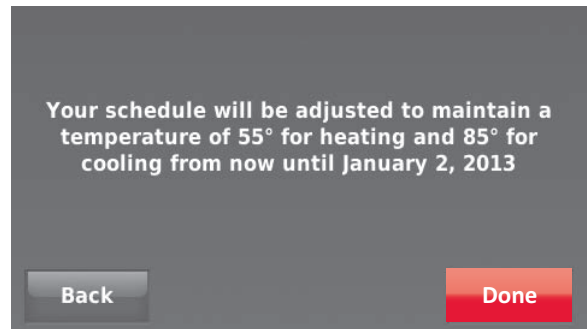 Your schedule will be adjusted to maintain a
temperature of 55° for heating and 85° for
cooling from now until January 2, 2013
Back
Done